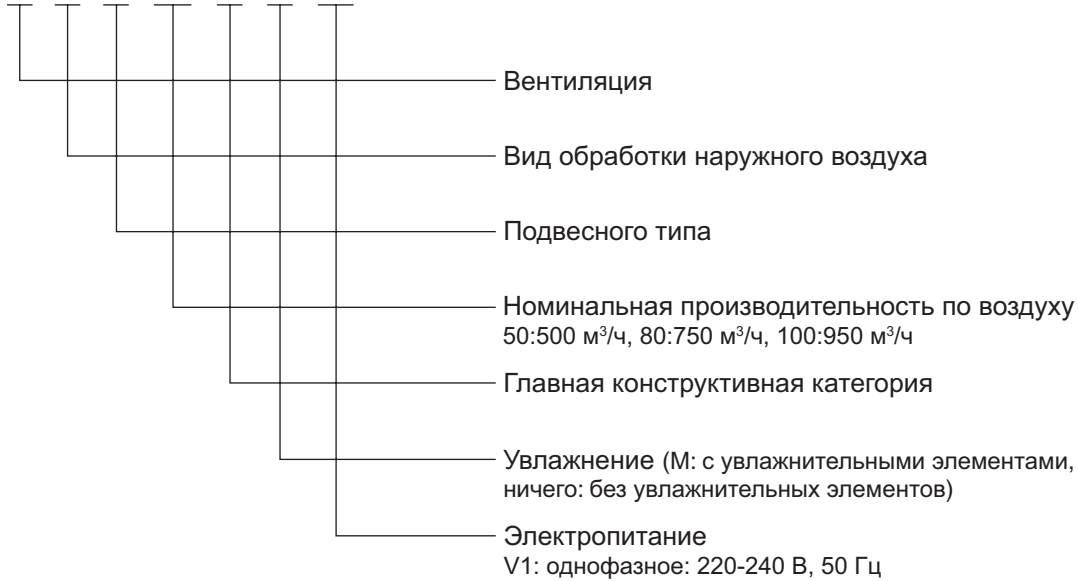 Вентиляция
Вид обработки наружного воздуха
Подвесного типа
Номинальная производительность по воздуху
50:500 м³/ч, 80:750 м³/ч, 100:950 м³/ч
Главная конструктивная категория
Увлажнение (М: с увлажнительными элементами,
ничего: без увлажнительных элементов)
Электропитание
V1: однофазное: 220-240 В, 50 Гц